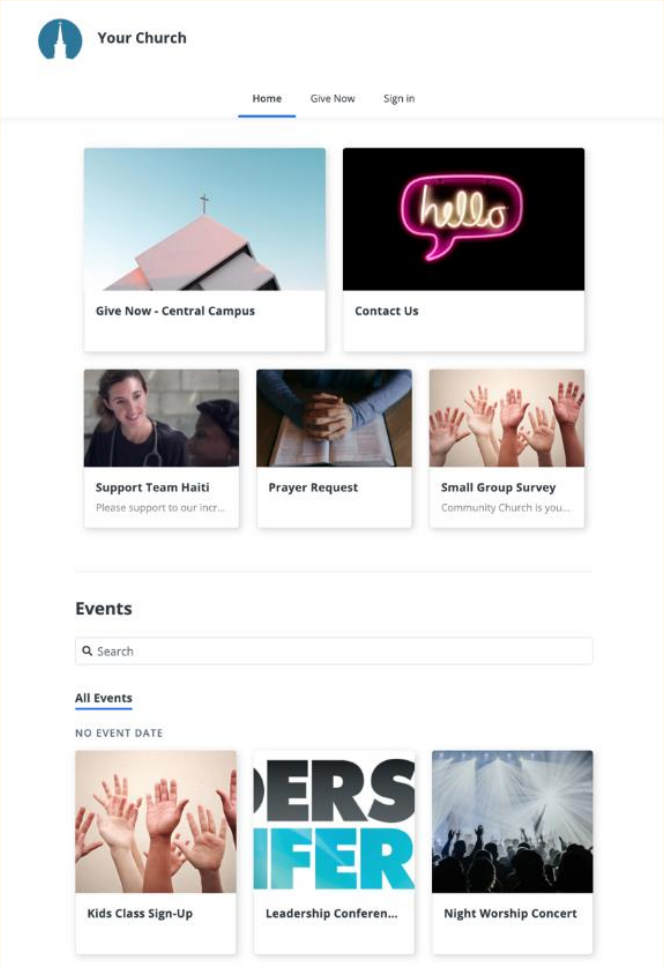 Your Church
Home Give Now Sign in
hello
Give Now - Central Campus
Contact Us
Support Team Haiti
Please support to our incr...
Prayer Request
Small Group Survey
Community Church is you...
Events
Search
All Events
NO EVENT DATE
DERS
IFER
Kids Class Sign-Up
Leadership Conferen...
Night Worship Concert